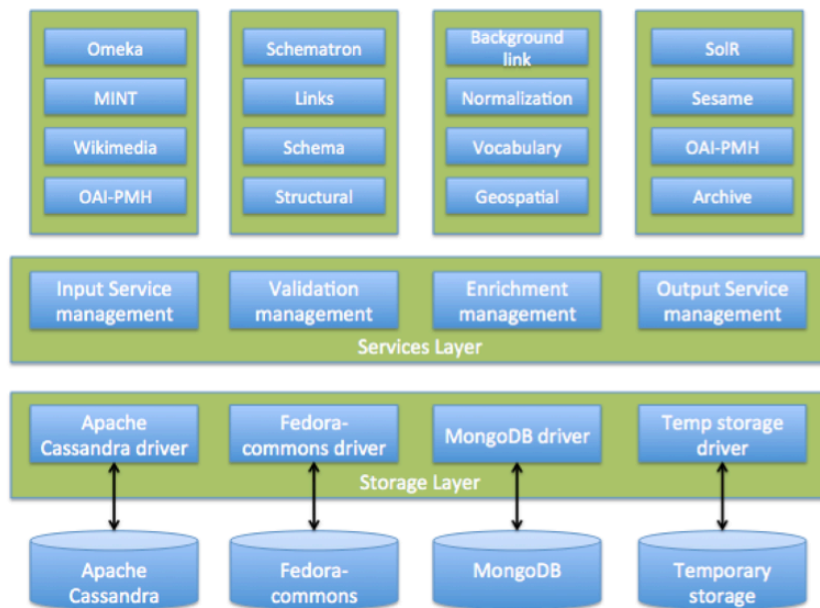 Omeka
MINT
Wikimedia
OAI-PMH
Schematron
Links
Schema
Structural
Background
link
Normalization
Vocabulary
Geospatial
SolR
Sesame
OAI-PMH
Archive
Input Service
management
Validation
management
Enrichment
management
Output Service
management
Services Layer
Apache
Cassandra driver
Fedora-
commons driver
MongoDB driver
Temp storage
driver
Storage Layer
Apache
Cassandra
Fedora-
commons
MongoDB
Temporary
storage